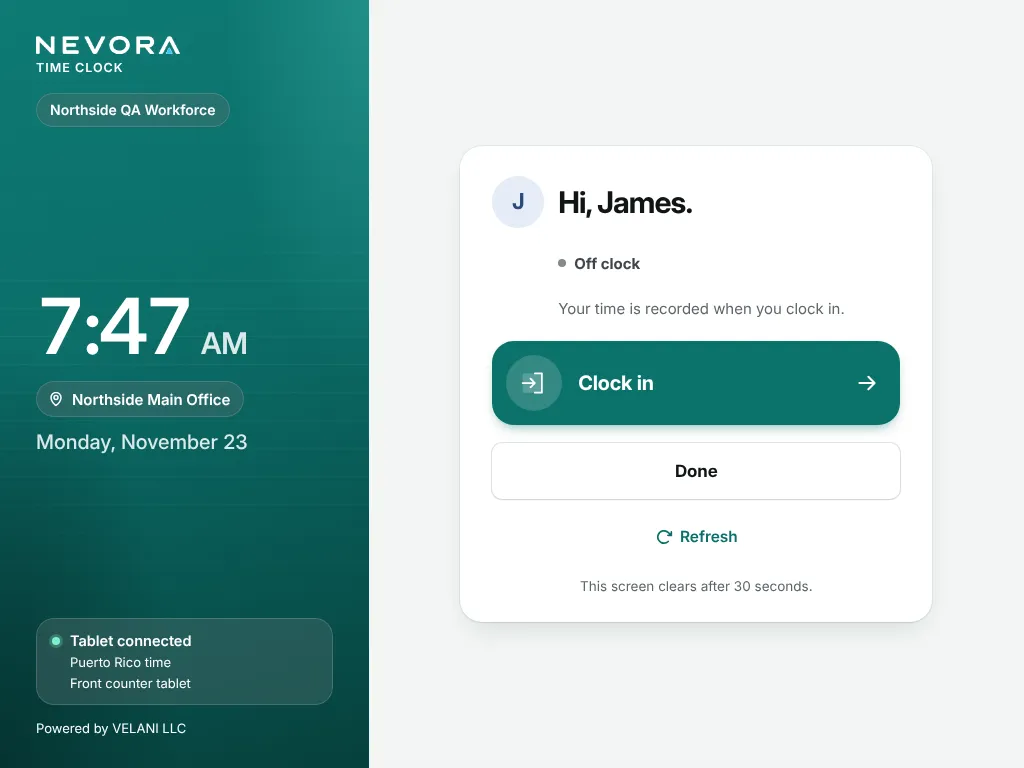 NEVORA
TIME CLOCK
Northside QA Workforce
7:47 AM
Northside Main Office
Monday, November 23
Tablet connected
Puerto Rico time
Front counter tablet
Powered by VELANI LLC
J
Hi, James.
Off clock
Your time is recorded when you clock in.
Clock in
Done
Refresh
This screen clears after 30 seconds.